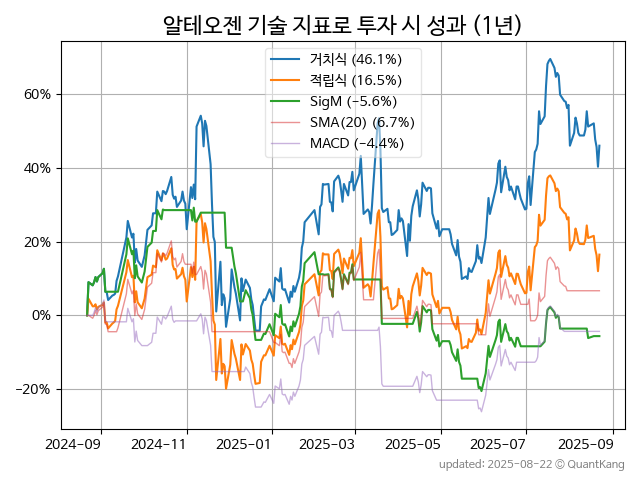 알테오젠 기술 지표로 투자 시 성과 (1년)
거치식 (46.1%)
적립식 (16.5%)
SigM (−5.6%)
SMA(20) (6.7%)
MACD (−4.4%)
60%
40%
20%
0%
−20%
2024-09
2024-11
2025-01
2025-03
2025-05
2025-07
2025-09
updated: 2025-08-22 © QuantKang